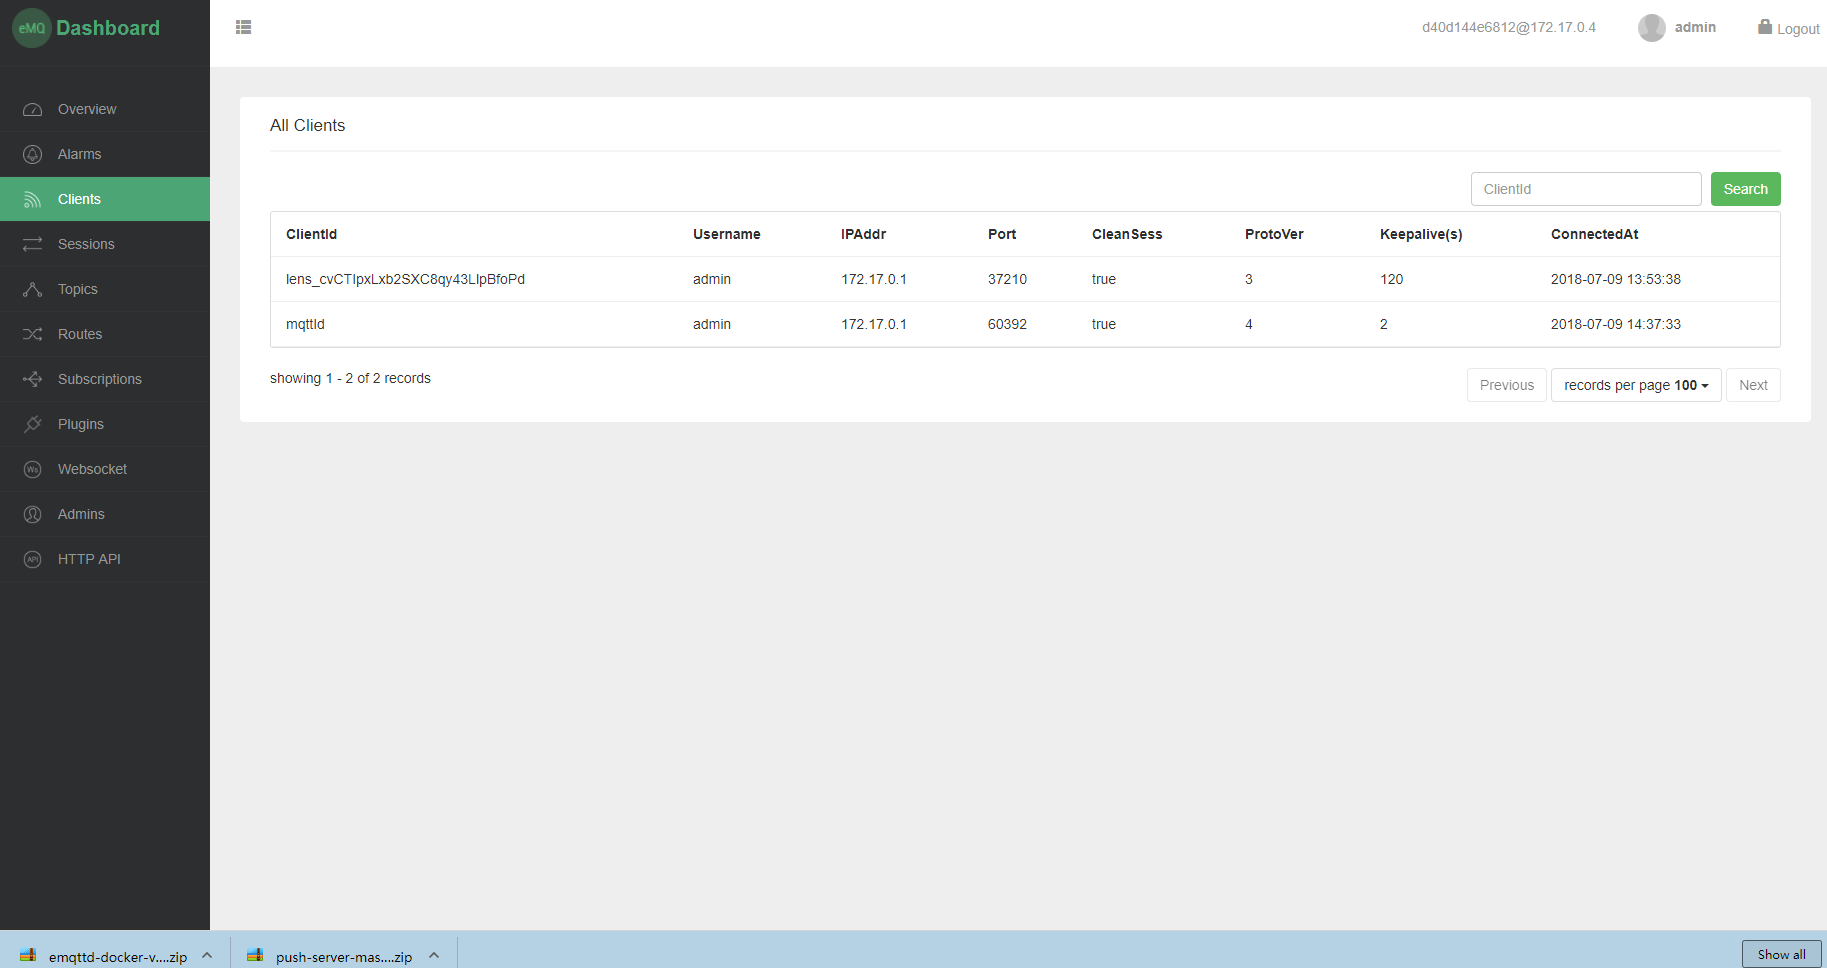 eMQ Dashboard
d40d144e6812@172.17.0.4 admin Logout
Overview
Alarms
Clients
Sessions
Topics
Routes
Subscriptions
Plugins
Ws Websocket
Admins
API HTTP API
All Clients
ClientId Search
ClientId Username IPAddr Port CleanSess ProtoVer Keepalive(s) ConnectedAt
lens_cvCTIpxLxb2SXC8qy43LIpBfoPd admin 172.17.0.1 37210 true 3 120 2018-07-09 13:53:38
mqttId admin 172.17.0.1 60392 true 4 2 2018-07-09 14:37:33
showing 1 - 2 of 2 records
Previous records per page 100 Next
emqttd-docker-v....zip push-server-mas....zip Show all